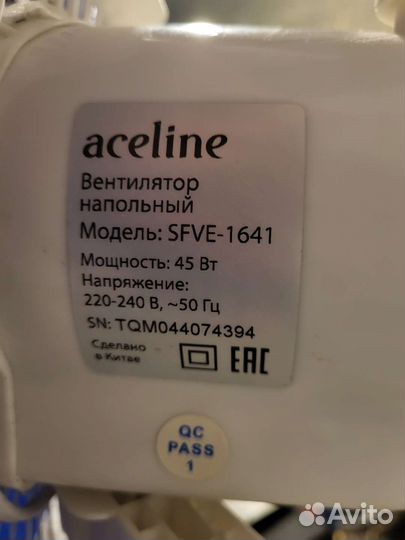 aceline
Вентилятор
напольный
Модель: SFVE-1641
Мощность: 45 Вт
Напряжение:
220-240 В, ~50 Гц
SN: TQM044074394
Сделано
в Китае
EAC
QC
PASS
1
Avito